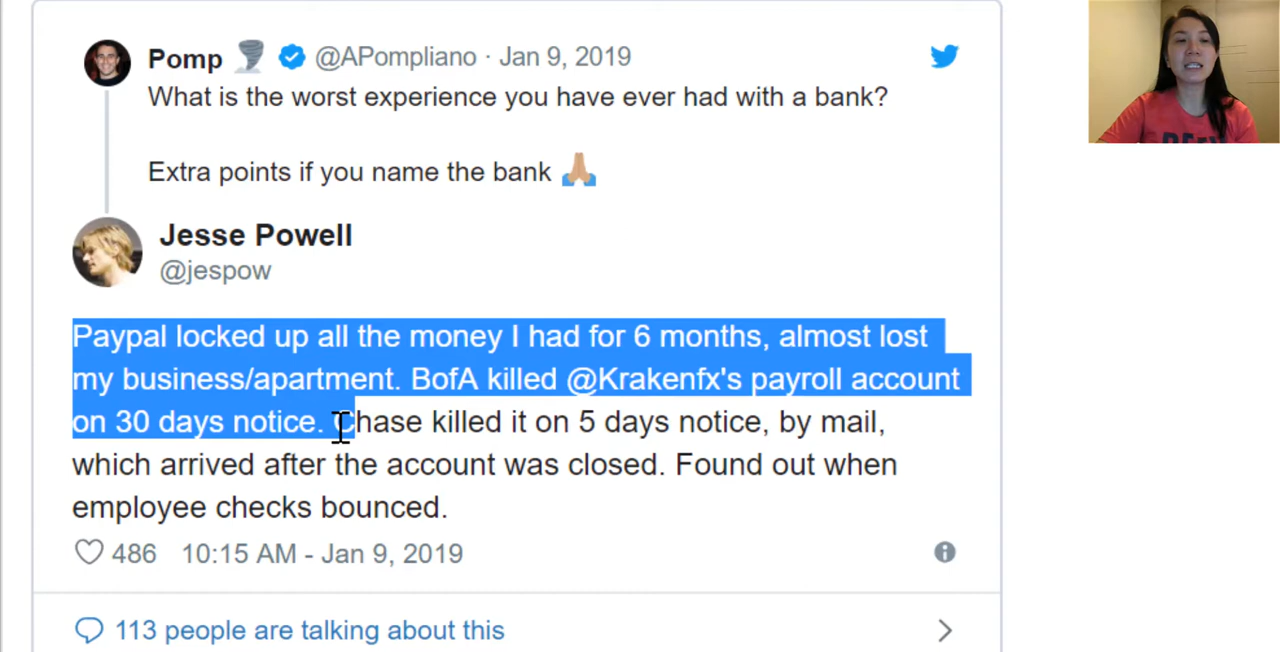 Pomp 🌪 @APompliano · Jan 9, 2019
What is the worst experience you have ever had with a bank?
Extra points if you name the bank 🙏🏼
Jesse Powell
@jespow
Paypal locked up all the money I had for 6 months, almost lost
my business/apartment. BofA killed @Krakenfx's payroll account
on 30 days notice. Chase killed it on 5 days notice, by mail,
which arrived after the account was closed. Found out when
employee checks bounced.
486 10:15 AM - Jan 9, 2019
113 people are talking about this